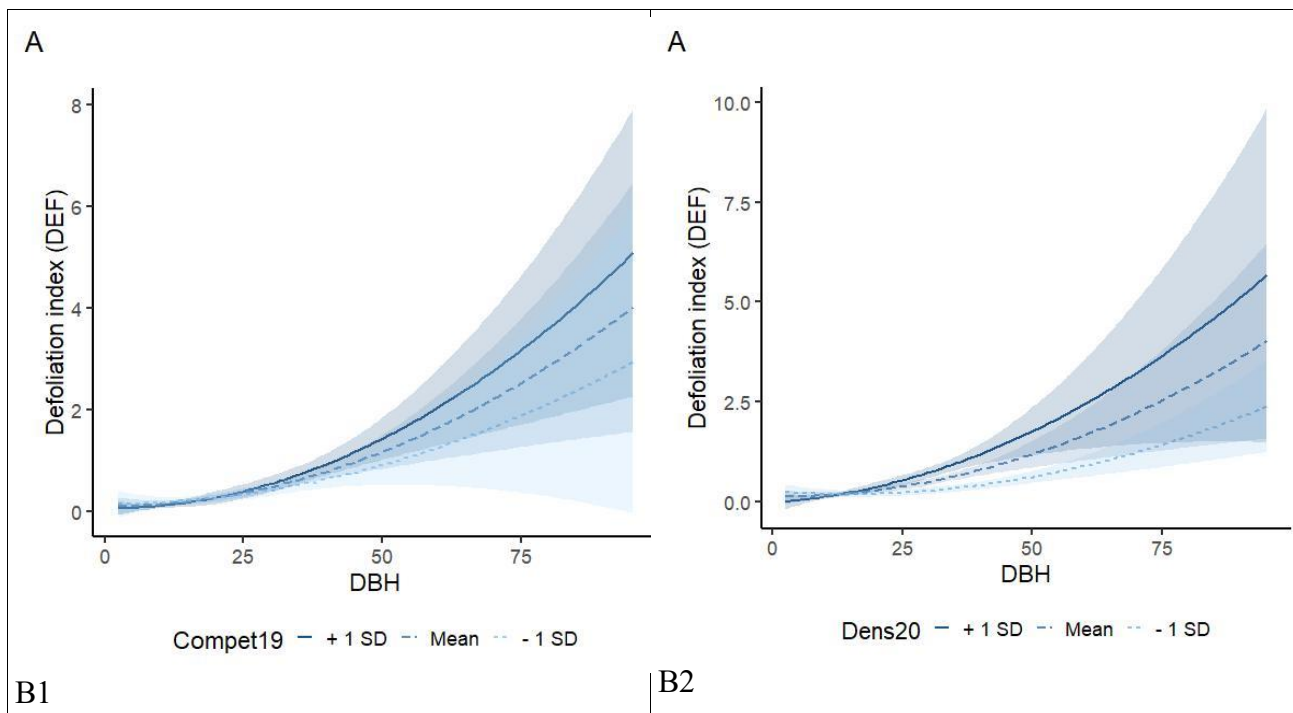 A
8
6
4
2
0
Defoliation index (DEF)
0 25 50 75
DBH
Compet19 + 1 SD Mean - 1 SD
B1
A
10.0
7.5
5.0
2.5
0.0
Defoliation index (DEF)
0 25 50 75
DBH
Dens20 + 1 SD Mean - 1 SD
B2